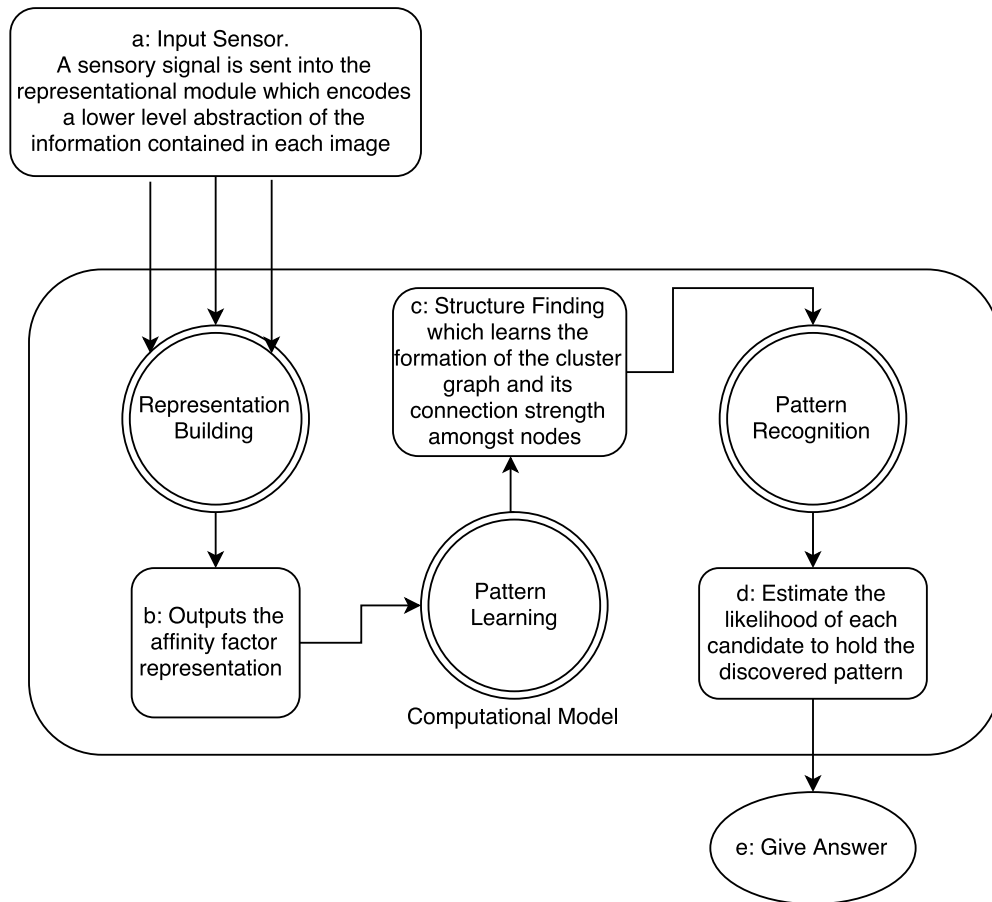 a: Input Sensor.
A sensory signal is sent into the
representational module which encodes
a lower level abstraction of the
information contained in each image
Representation
Building
b: Outputs the
affinity factor
representation
Pattern
Learning
c: Structure Finding
which learns the
formation of the cluster
graph and its
connection strength
amongst nodes
Pattern
Recognition
d: Estimate the
likelihood of each
candidate to hold the
discovered pattern
Computational Model
e: Give Answer